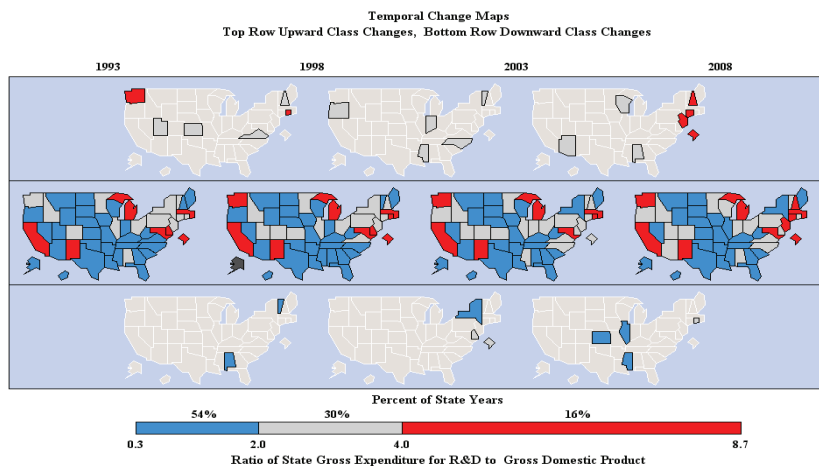 Temporal Change Maps
Top Row Upward Class Changes, Bottom Row Downward Class Changes
1993 1998 2003 2008
Percent of State Years
54% 30% 16%
0.3 2.0 4.0 8.7
Ratio of State Gross Expenditure for R&D to Gross Domestic Product